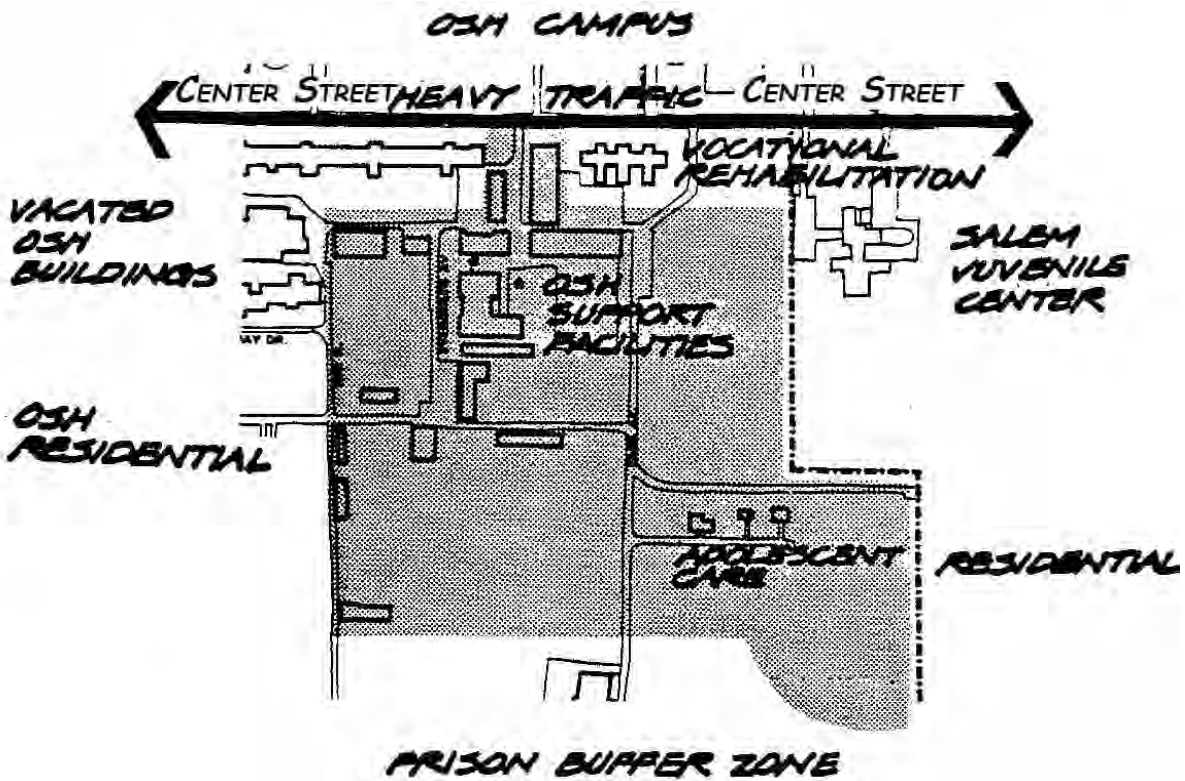 OSH CAMPUS
CENTER STREET HEAVY TRAFFIC CENTER STREET
VOCATIONAL
REHABILITATION
VACATED
OSH
BUILDINGS
SALEM
JUVENILE
CENTER
OSH
SUPPORT
FACILITIES
DR.
OSH
RESIDENTIAL
ADOLESCENT
CARE
RESIDENTIAL
PRISON BUFFER ZONE